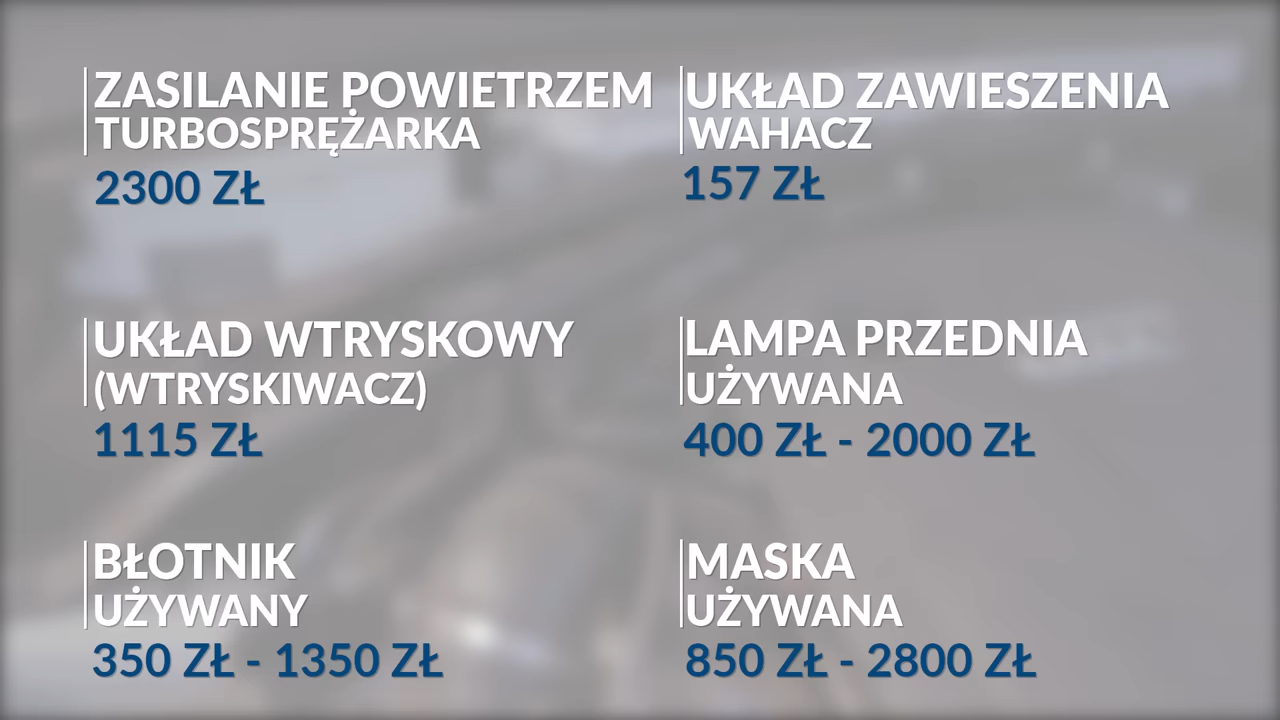 ZASILANIE POWIETRZEM
TURBOSPRĘŻARKA
2300 ZŁ
UKŁAD ZAWIESZENIA
WAHACZ
157 ZŁ
UKŁAD WTRYSKOWY
(WTRYSKIWACZ)
1115 ZŁ
LAMPA PRZEDNIA
UŻYWANA
400 ZŁ - 2000 ZŁ
BŁOTNIK
UŻYWANY
350 ZŁ - 1350 ZŁ
MASKA
UŻYWANA
850 ZŁ - 2800 ZŁ